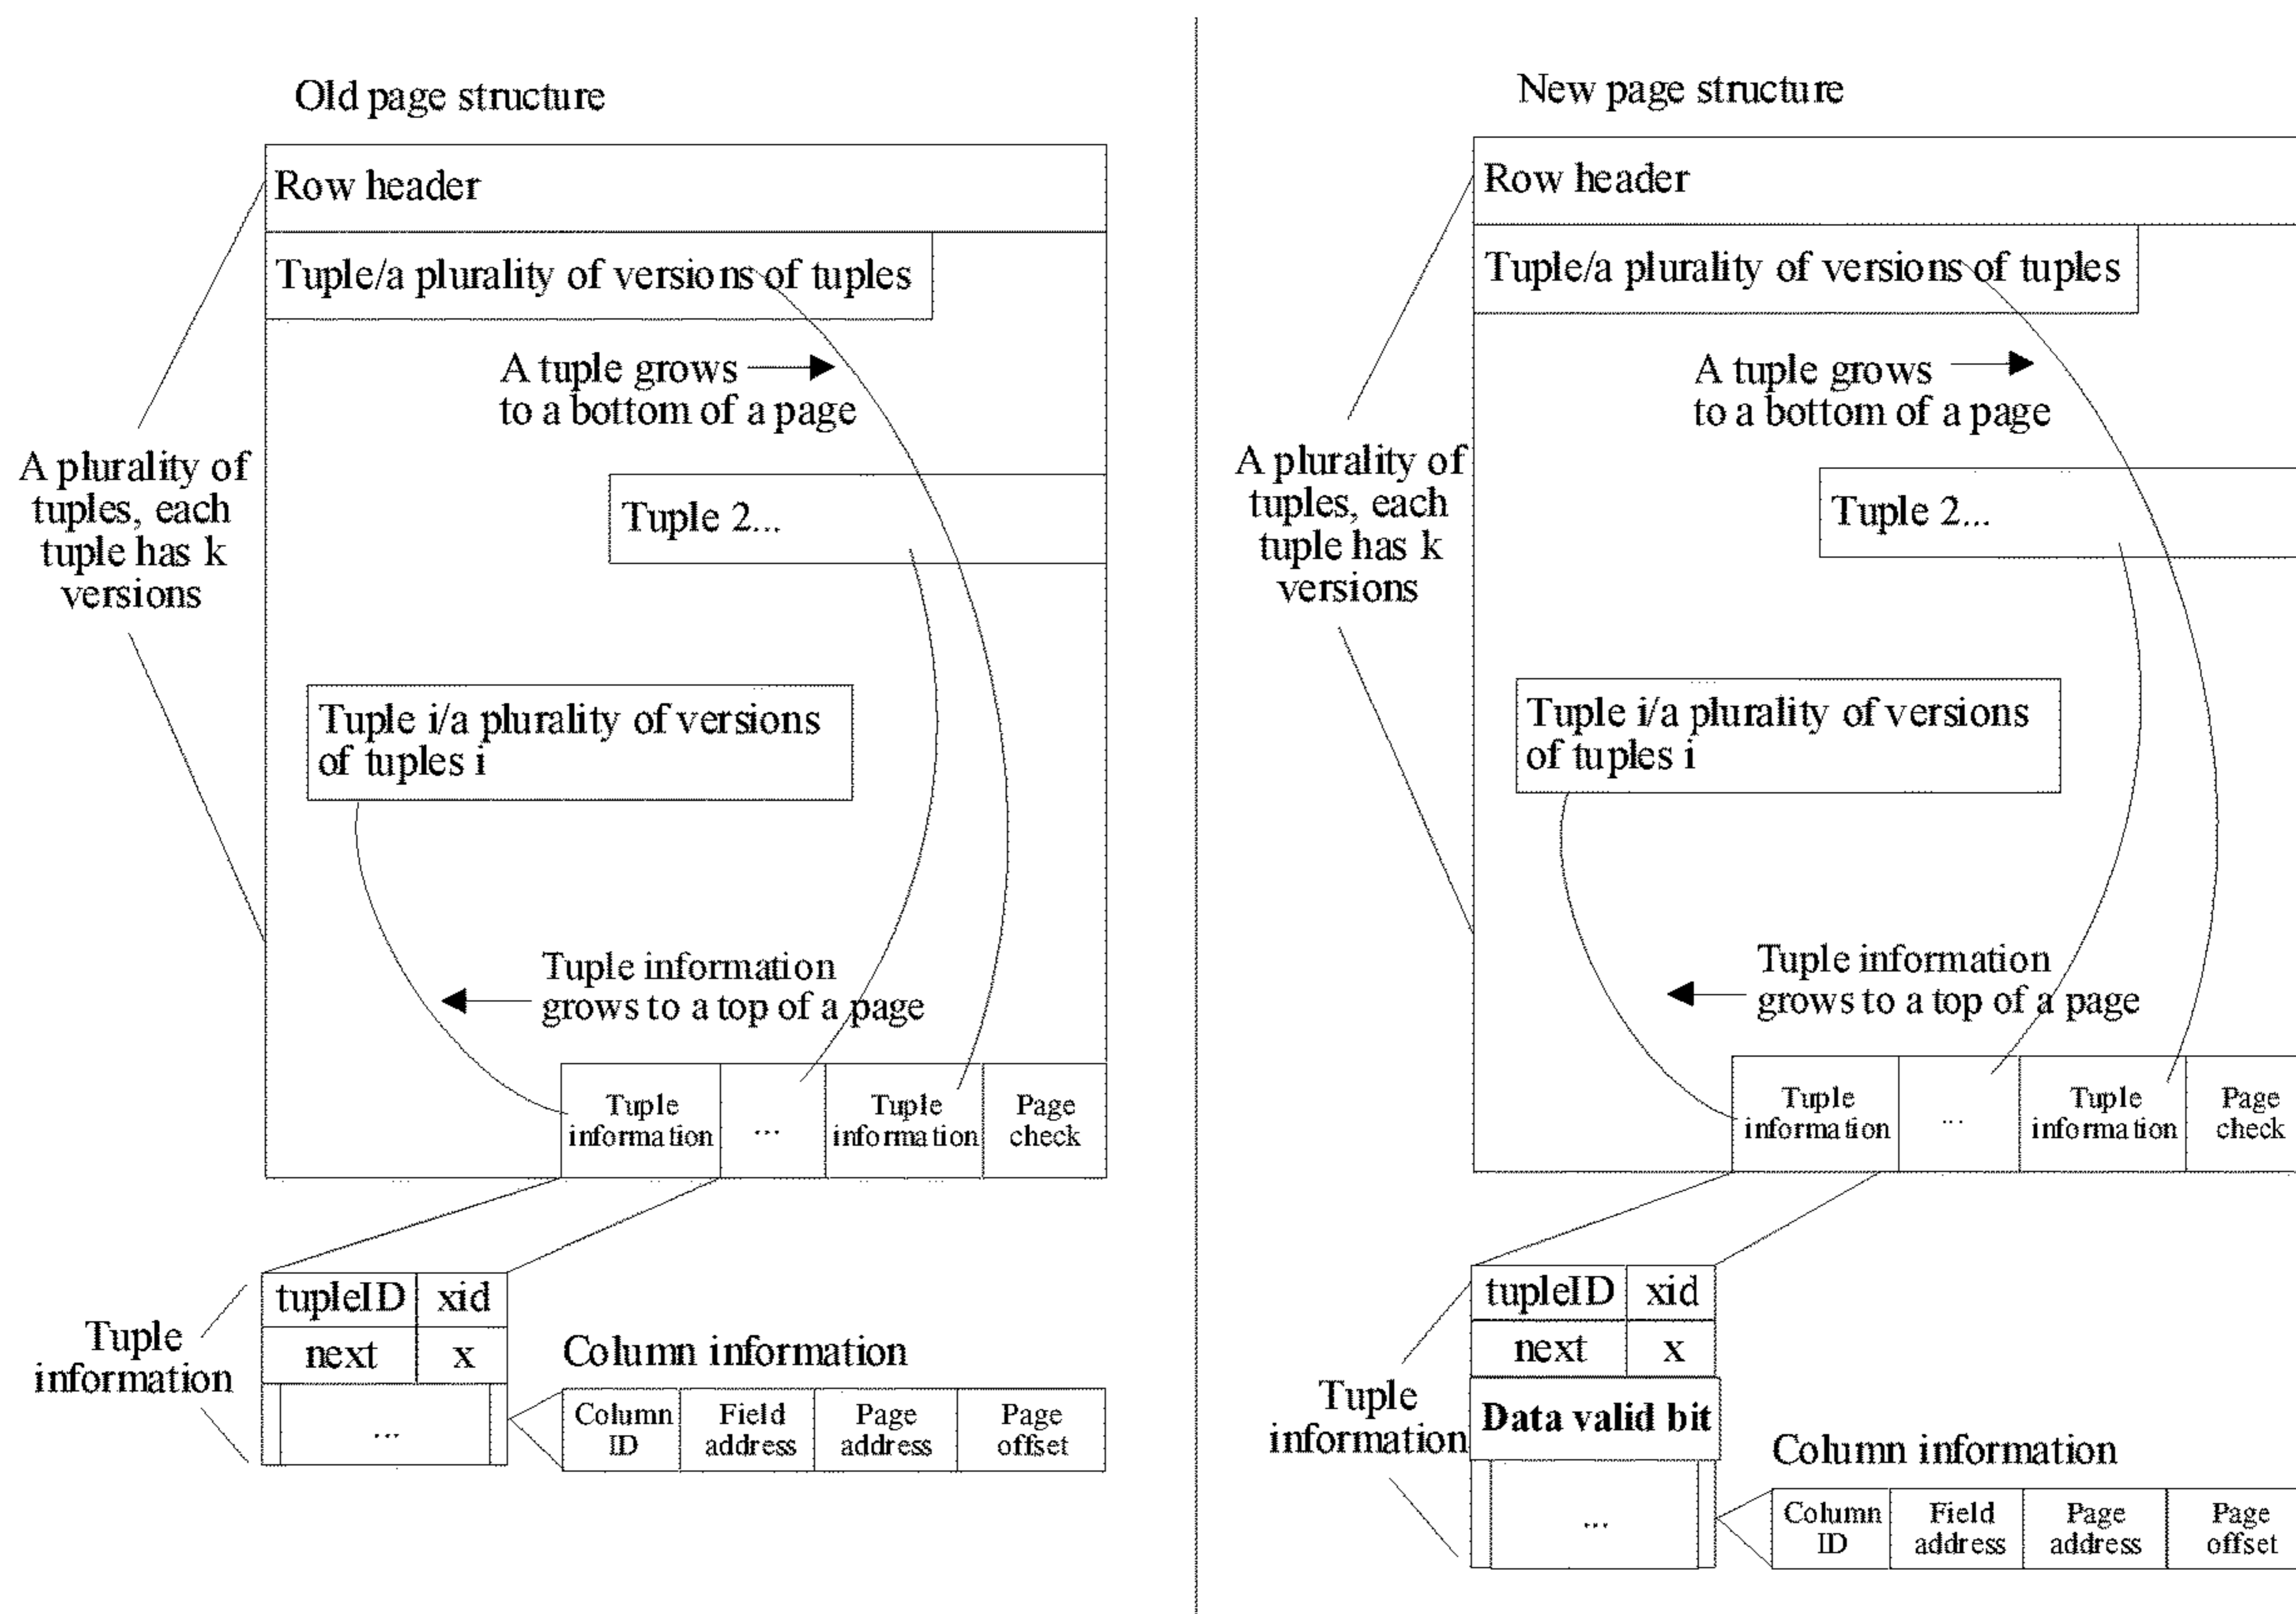 Old page structure
Row header
Tuple/a plurality of versions of tuples
A tuple grows
to a bottom of a page
A plurality of
tuples, each
tuple has k
versions
Tuple 2...
Tuple i/a plurality of versions
of tuples i
Tuple information
grows to a top of a page
Tuple
information
...
Tuple
information
Page
check
tupleID
xid
next
x
...
Tuple
information
Column information
Column
ID
Field
address
Page
address
Page
offset
New page structure
Row header
Tuple/a plurality of versions of tuples
A tuple grows
to a bottom of a page
A plurality of
tuples, each
tuple has k
versions
Tuple 2...
Tuple i/a plurality of versions
of tuples i
Tuple information
grows to a top of a page
Tuple
information
...
Tuple
information
Page
check
tupleID
xid
next
x
Data valid bit
...
Tuple
information
Column information
Column
ID
Field
address
Page
address
Page
offset